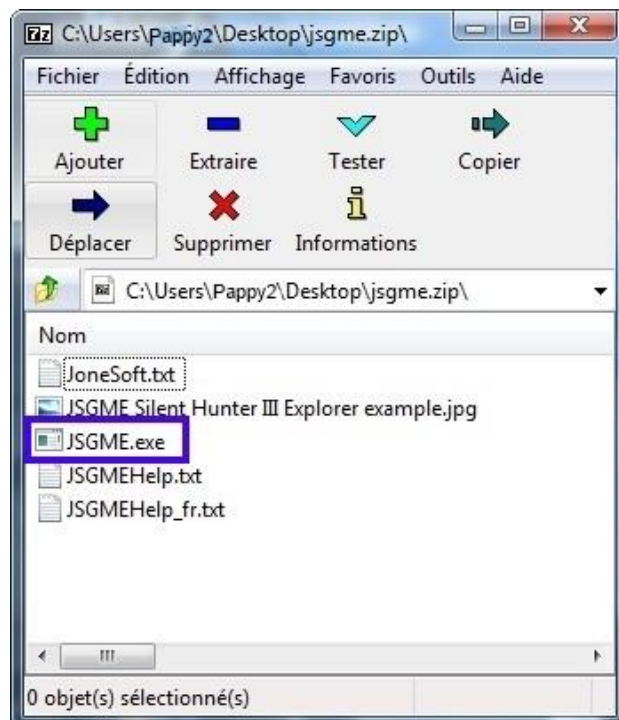 7z C:\Users\Pappy2\Desktop\jsgme.zip\
Fichier Édition Affichage Favoris Outils Aide
Ajouter Extraire Tester Copier
Déplacer Supprimer Informations
C:\Users\Pappy2\Desktop\jsgme.zip\
Nom
JoneSoft.txt
JSGME Silent Hunter III Explorer example.jpg
JSGME.exe
JSGMEHelp.txt
JSGMEHelp_fr.txt
0 objet(s) sélectionné(s)